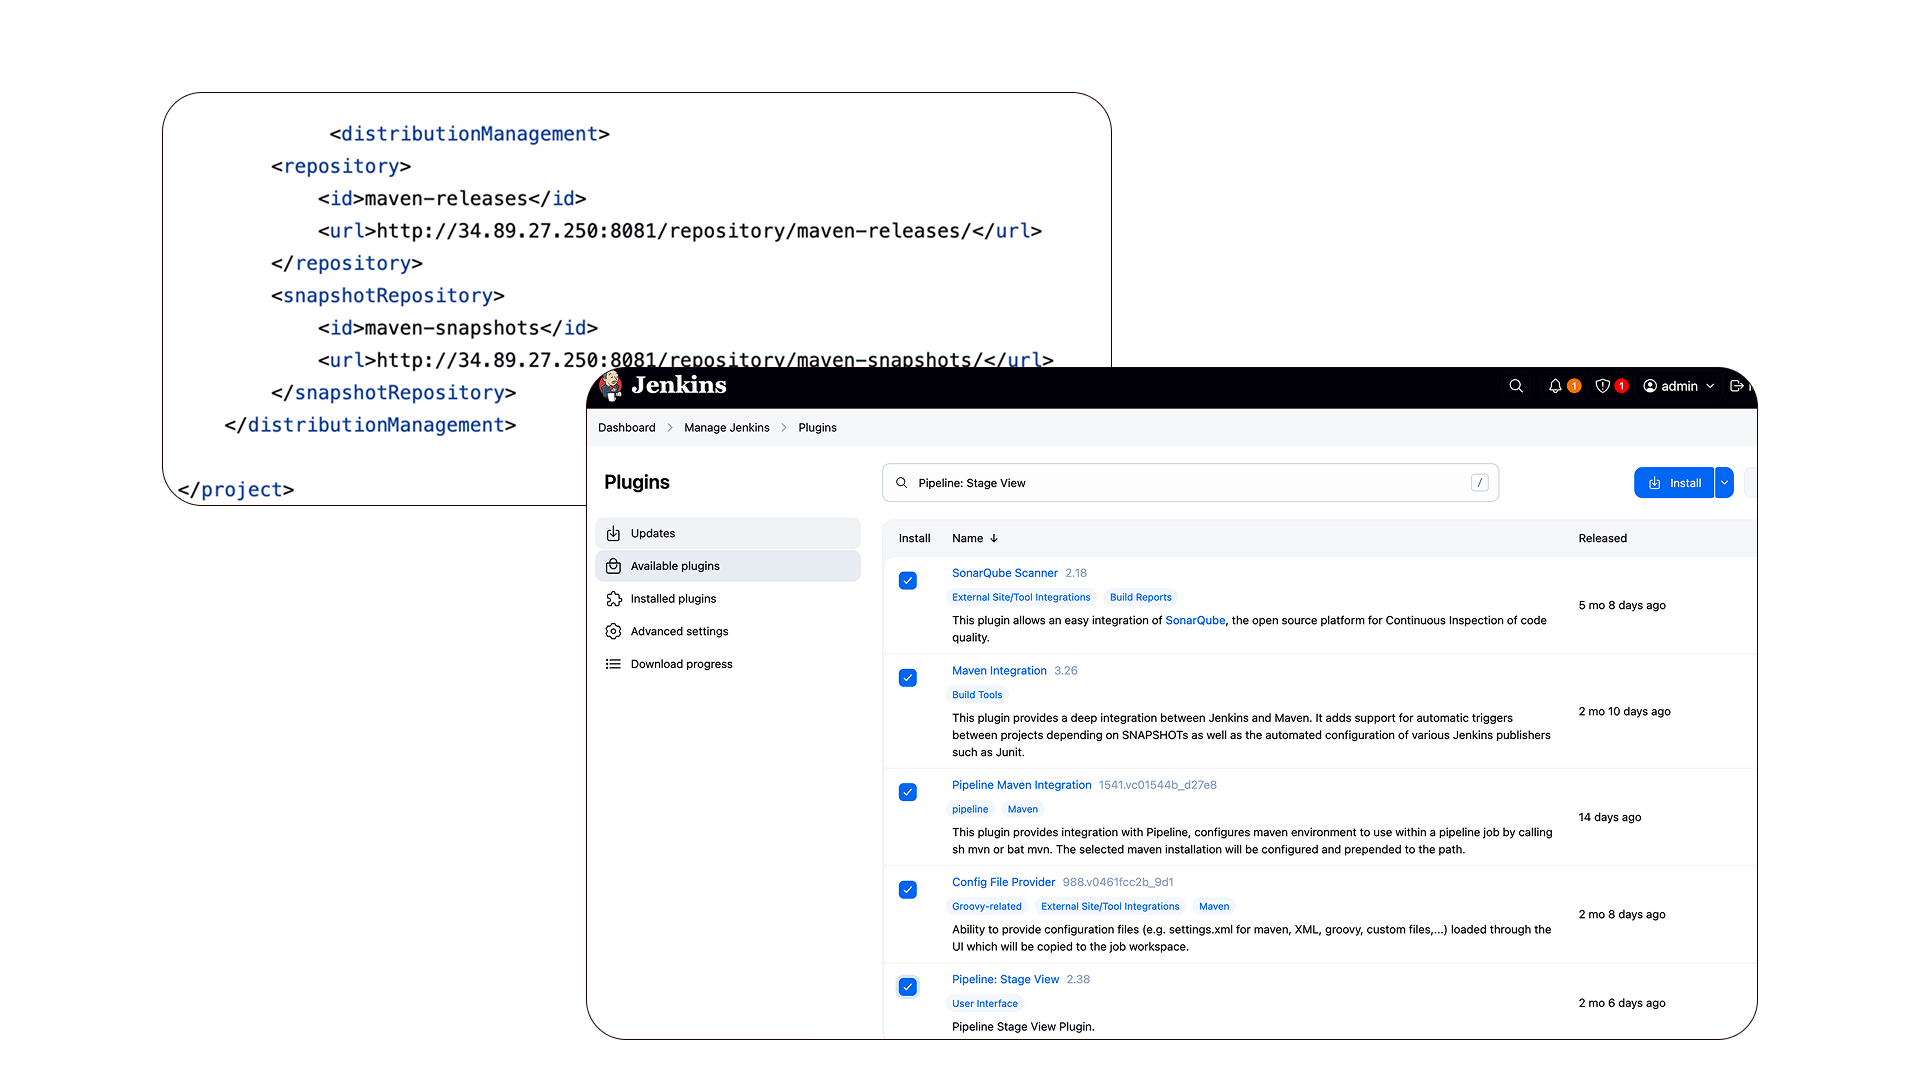 <distributionManagement>
<repository>
<id>maven-releases</id>
<url>http://34.89.27.250:8081/repository/maven-releases/</url>
</repository>
<snapshotRepository>
<id>maven-snapshots</id>
<url>http://34.89.27.250:8081/repository/maven-snapshots/</url>
</snapshotRepository>
</distributionManagement>
</project>
Jenkins
1
1
admin
Dashboard > Manage Jenkins > Plugins
Plugins
Pipeline: Stage View
/
Install
Updates
Available plugins
Installed plugins
Advanced settings
Download progress
Install Name ↓ Released
SonarQube Scanner 2.18
External Site/Tool Integrations Build Reports
5 mo 8 days ago
This plugin allows an easy integration of SonarQube, the open source platform for Continuous Inspection of code
quality.
Maven Integration 3.26
Build Tools
2 mo 10 days ago
This plugin provides a deep integration between Jenkins and Maven. It adds support for automatic triggers
between projects depending on SNAPSHOTs as well as the automated configuration of various Jenkins publishers
such as Junit.
Pipeline Maven Integration 1541.vc01544b_d27e8
pipeline Maven
14 days ago
This plugin provides integration with Pipeline, configures maven environment to use within a pipeline job by calling
sh mvn or bat mvn. The selected maven installation will be configured and prepended to the path.
Config File Provider 988.v0461fcc2b_9d1
Groovy-related External Site/Tool Integrations Maven
2 mo 8 days ago
Ability to provide configuration files (e.g. settings.xml for maven, XML, groovy, custom files,...) loaded through the
UI which will be copied to the job workspace.
Pipeline: Stage View 2.38
User Interface
2 mo 6 days ago
Pipeline Stage View Plugin.